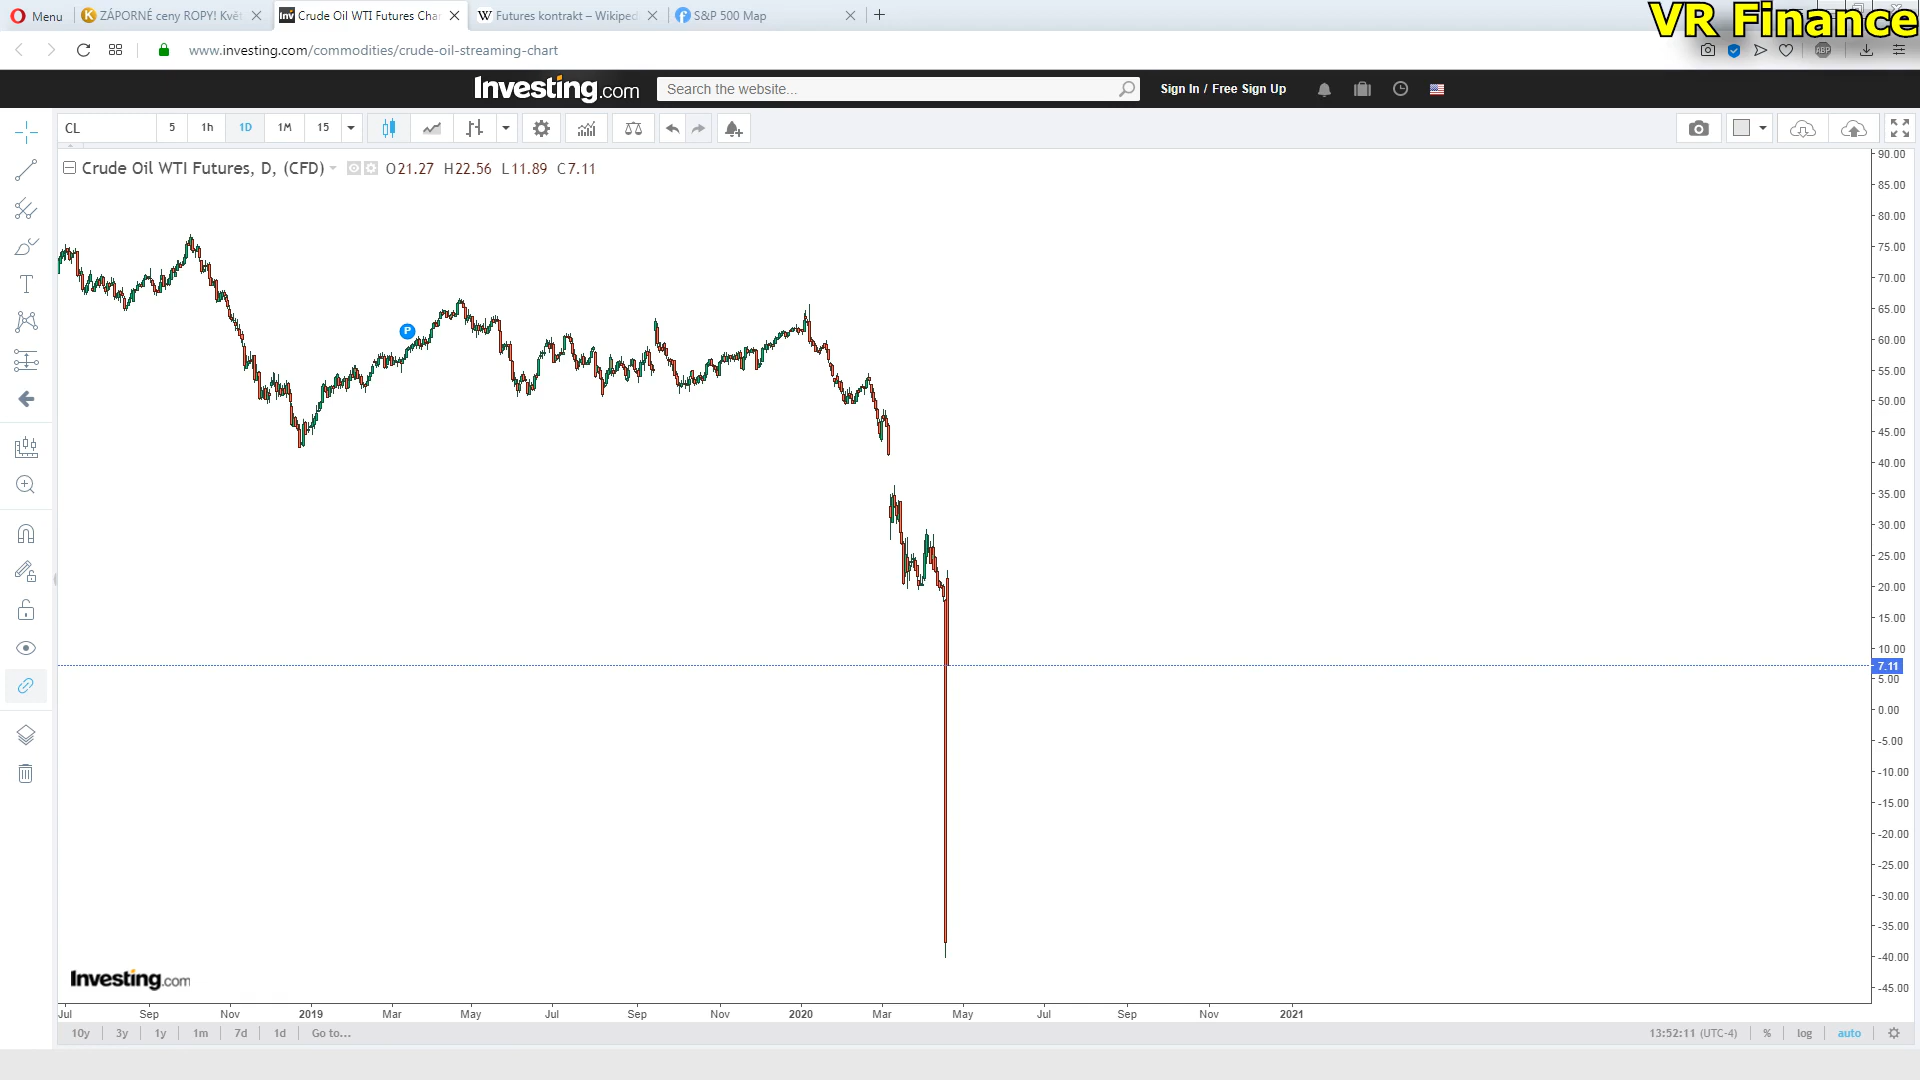 Menu
ZÁPORNÉ ceny ROPY! Kvě
Crude Oil WTI Futures Cha
Futures kontrakt – Wikiped
S&P 500 Map
VR Finance
www.investing.com/commodities/crude-oil-streaming-chart
ABP
Investing.com
Search the website...
Sign In / Free Sign Up
CL
5
1h
1D
1M
15
Crude Oil WTI Futures, D, (CFD)
O21.27 H22.56 L11.89 C7.11
P
90.00
85.00
80.00
75.00
70.00
65.00
60.00
55.00
50.00
45.00
40.00
35.00
30.00
25.00
20.00
15.00
10.00
7.11
5.00
0.00
-5.00
-10.00
-15.00
-20.00
-25.00
-30.00
-35.00
-40.00
-45.00
Investing.com
Jul Sep Nov 2019 Mar May Jul Sep Nov 2020 Mar May Jul Sep Nov 2021
10y 3y 1y 1m 7d 1d Go to...
13:52:11 (UTC-4) % log auto